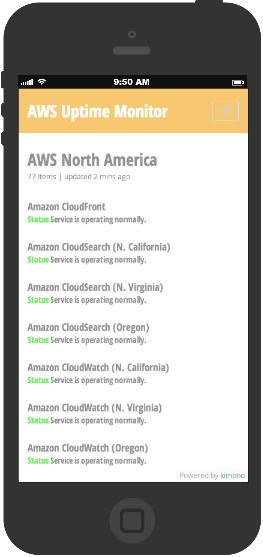 9:50 AM
AWS Uptime Monitor
AWS North America
77 items | updated 2 mins ago
Amazon CloudFront
Status Service is operating normally.
Amazon CloudSearch (N. California)
Status Service is operating normally.
Amazon CloudSearch (N. Virginia)
Status Service is operating normally.
Amazon CloudSearch (Oregon)
Status Service is operating normally.
Amazon CloudWatch (N. California)
Status Service is operating normally.
Amazon CloudWatch (N. Virginia)
Status Service is operating normally.
Amazon CloudWatch (Oregon)
Status Service is operating normally.
Powered by kimono